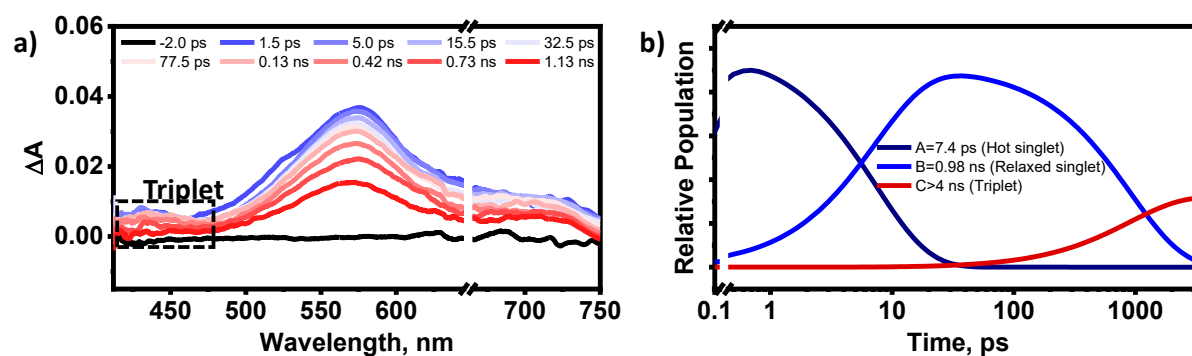 a)
0.06
0.04
0.02
0.00
ΔA
-2.0 ps 1.5 ps 5.0 ps 15.5 ps 32.5 ps
77.5 ps 0.13 ns 0.42 ns 0.73 ns 1.13 ns
Triplet
450 500 550 600 700 750
Wavelength, nm
b)
Relative Population
A=7.4 ps (Hot singlet)
B=0.98 ns (Relaxed singlet)
C>4 ns (Triplet)
0.1 1 10 100 1000
Time, ps